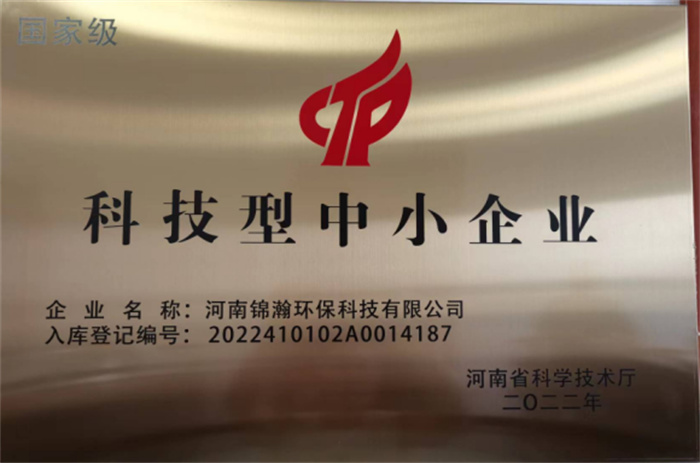 国家级
CTP
科技型中小企业
企业名称：河南锦瀚环保科技有限公司
入库登记编号：2022410102A0014187
河南省科学技术厅
二〇二二年